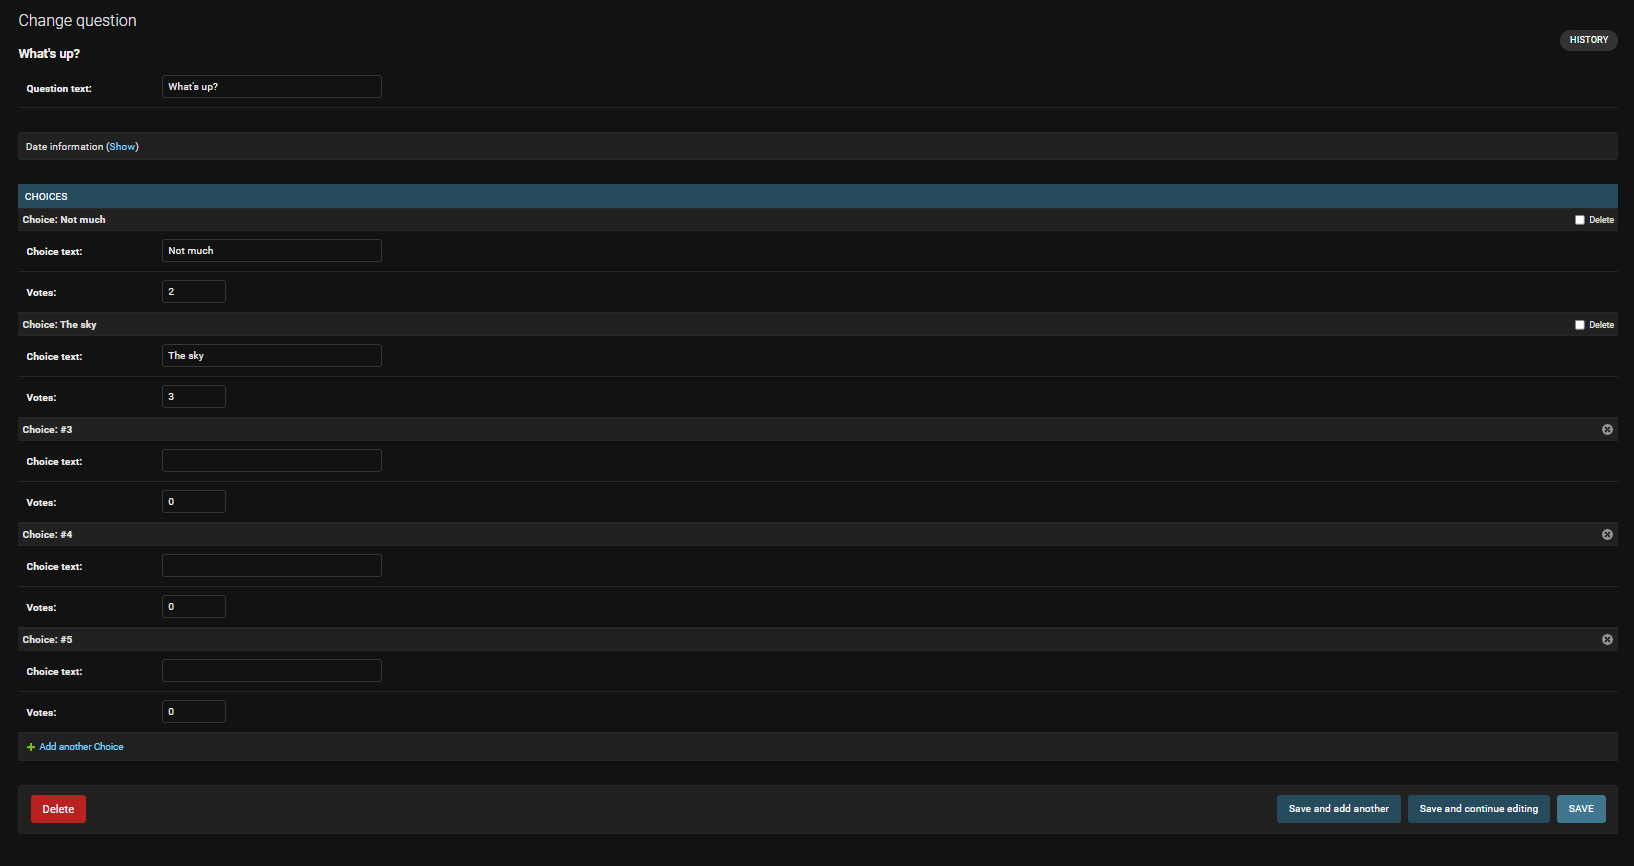 Change question
HISTORY
What's up?
Question text: What's up?
Date information (Show)
CHOICES
Choice: Not much Delete
Choice text: Not much
Votes: 2
Choice: The sky Delete
Choice text: The sky
Votes: 3
Choice: #3
Choice text:
Votes: 0
Choice: #4
Choice text:
Votes: 0
Choice: #5
Choice text:
Votes: 0
Add another Choice
Delete Save and add another Save and continue editing SAVE